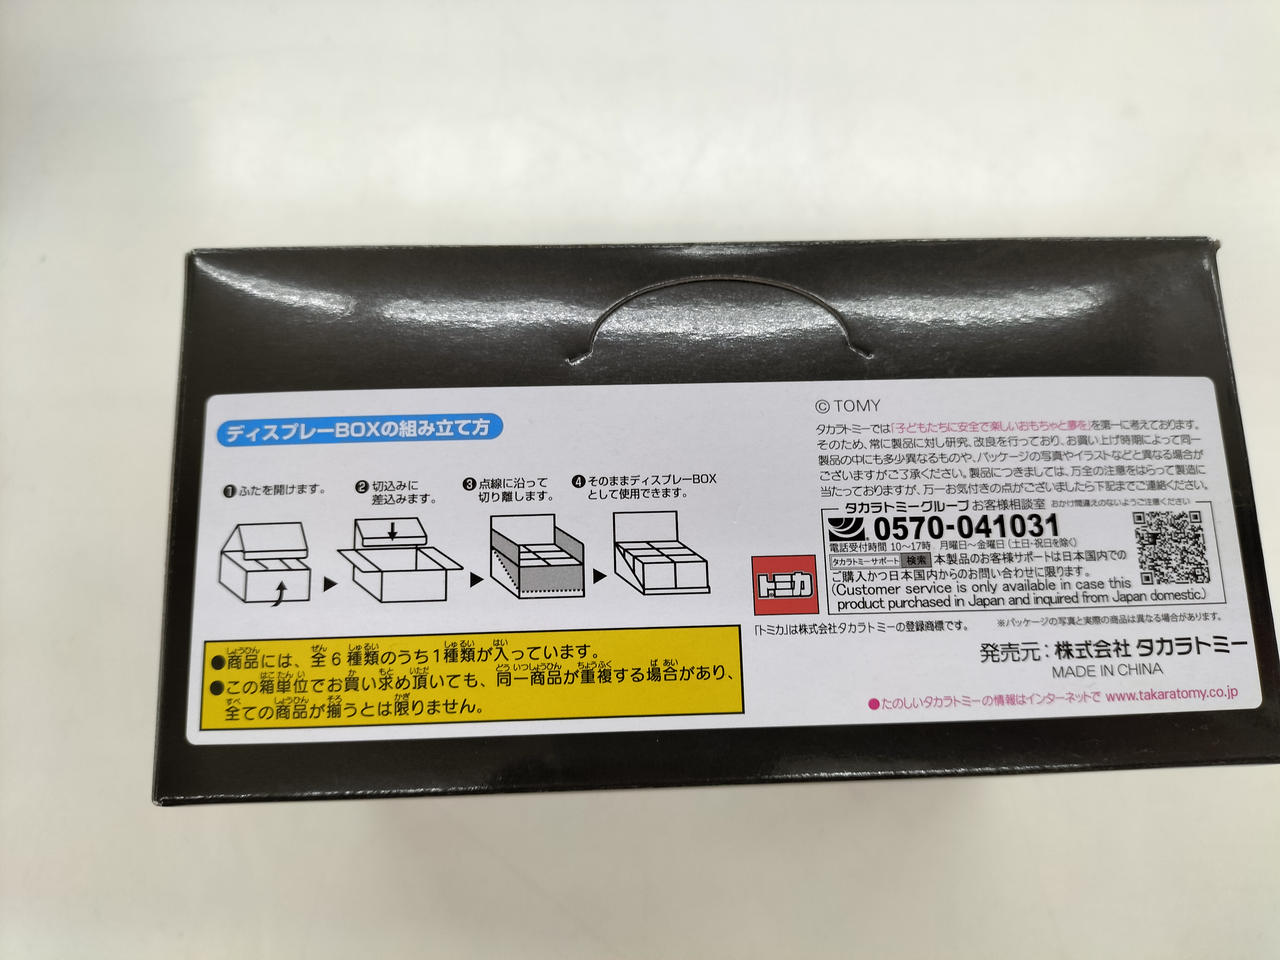 ディスプレーBOXの組み立て方
❶ふたを開けます。
❷切込みに
差込みます。
❸点線に沿って
切り離します。
❹そのままディスプレーBOX
として使用できます。
●商品には、全6種類のうち1種類が入っています。
●この箱単位でお買い求め頂いても、同一商品が重複する場合があり、
全ての商品が揃うとは限りません。
© TOMY
タカラトミーでは「子どもたちに安全で楽しいおもちゃと夢を」を第一に考えております。
そのため、常に製品に対し研究、改良を行っており、お買い上げ時期によって同一
製品の中にも多少異なるものや、パッケージの写真やイラストなどと異なる場合が
ございますがご了承ください。製品につきましては、万全の注意をはらって製造に
当たっておりますが、万一お気付きの点がございましたら下記までご連絡ください。
タカラトミーグループ お客様相談室 おかけ間違えのないようご注意ください
0570-041031
電話受付時間 10〜17時 月曜日〜金曜日(土日・祝日を除く)
タカラトミーサポート 検索 本製品のお客様サポートは日本国内での
ご購入かつ日本国内からのお問い合わせに限ります。
(Customer service is only available in case this
product purchased in Japan and inquired from Japan domestic.)
トミカ
「トミカ」は株式会社タカラトミーの登録商標です。
※パッケージの写真と実際の商品は異なる場合があります。
発売元:株式会社 タカラトミー
MADE IN CHINA
●たのしいタカラトミーの情報はインターネットで www.takaratomy.co.jp